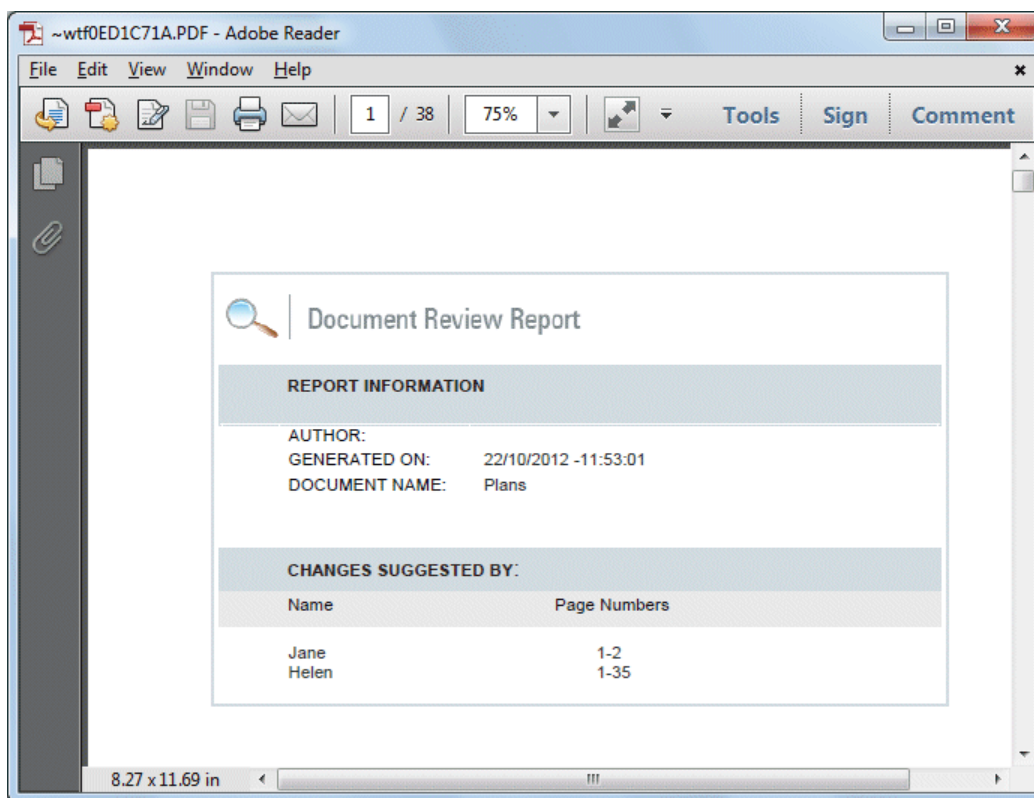 ~wtf0ED1C71A.PDF - Adobe Reader
File Edit View Window Help
1 / 38 75% Tools Sign Comment
Document Review Report
REPORT INFORMATION
AUTHOR:
GENERATED ON: 22/10/2012 -11:53:01
DOCUMENT NAME: Plans
CHANGES SUGGESTED BY:
Name Page Numbers
Jane 1-2
Helen 1-35
8.27 x 11.69 in